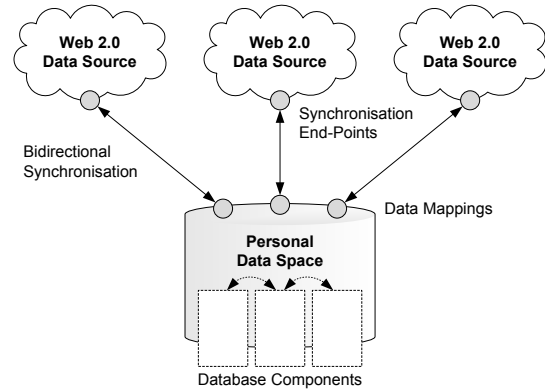 Web 2.0
Data Source
Web 2.0
Data Source
Web 2.0
Data Source
Synchronisation
End-Points
Bidirectional
Synchronisation
Data Mappings
Personal
Data Space
Database Components